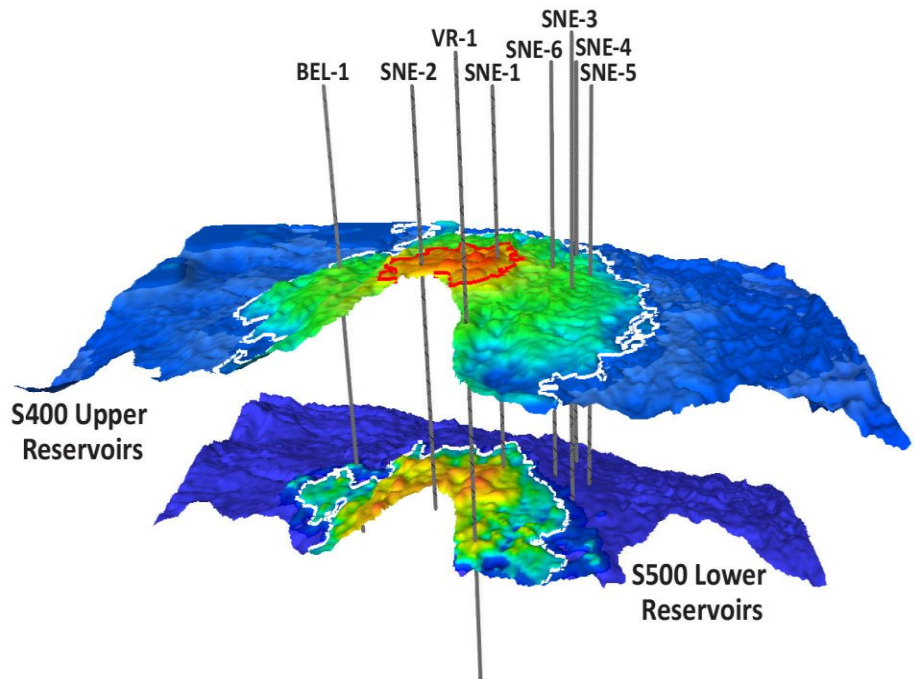 SNE-3
VR-1
SNE-6
SNE-4
BEL-1
SNE-2
SNE-1
SNE-5
S400 Upper
Reservoirs
S500 Lower
Reservoirs